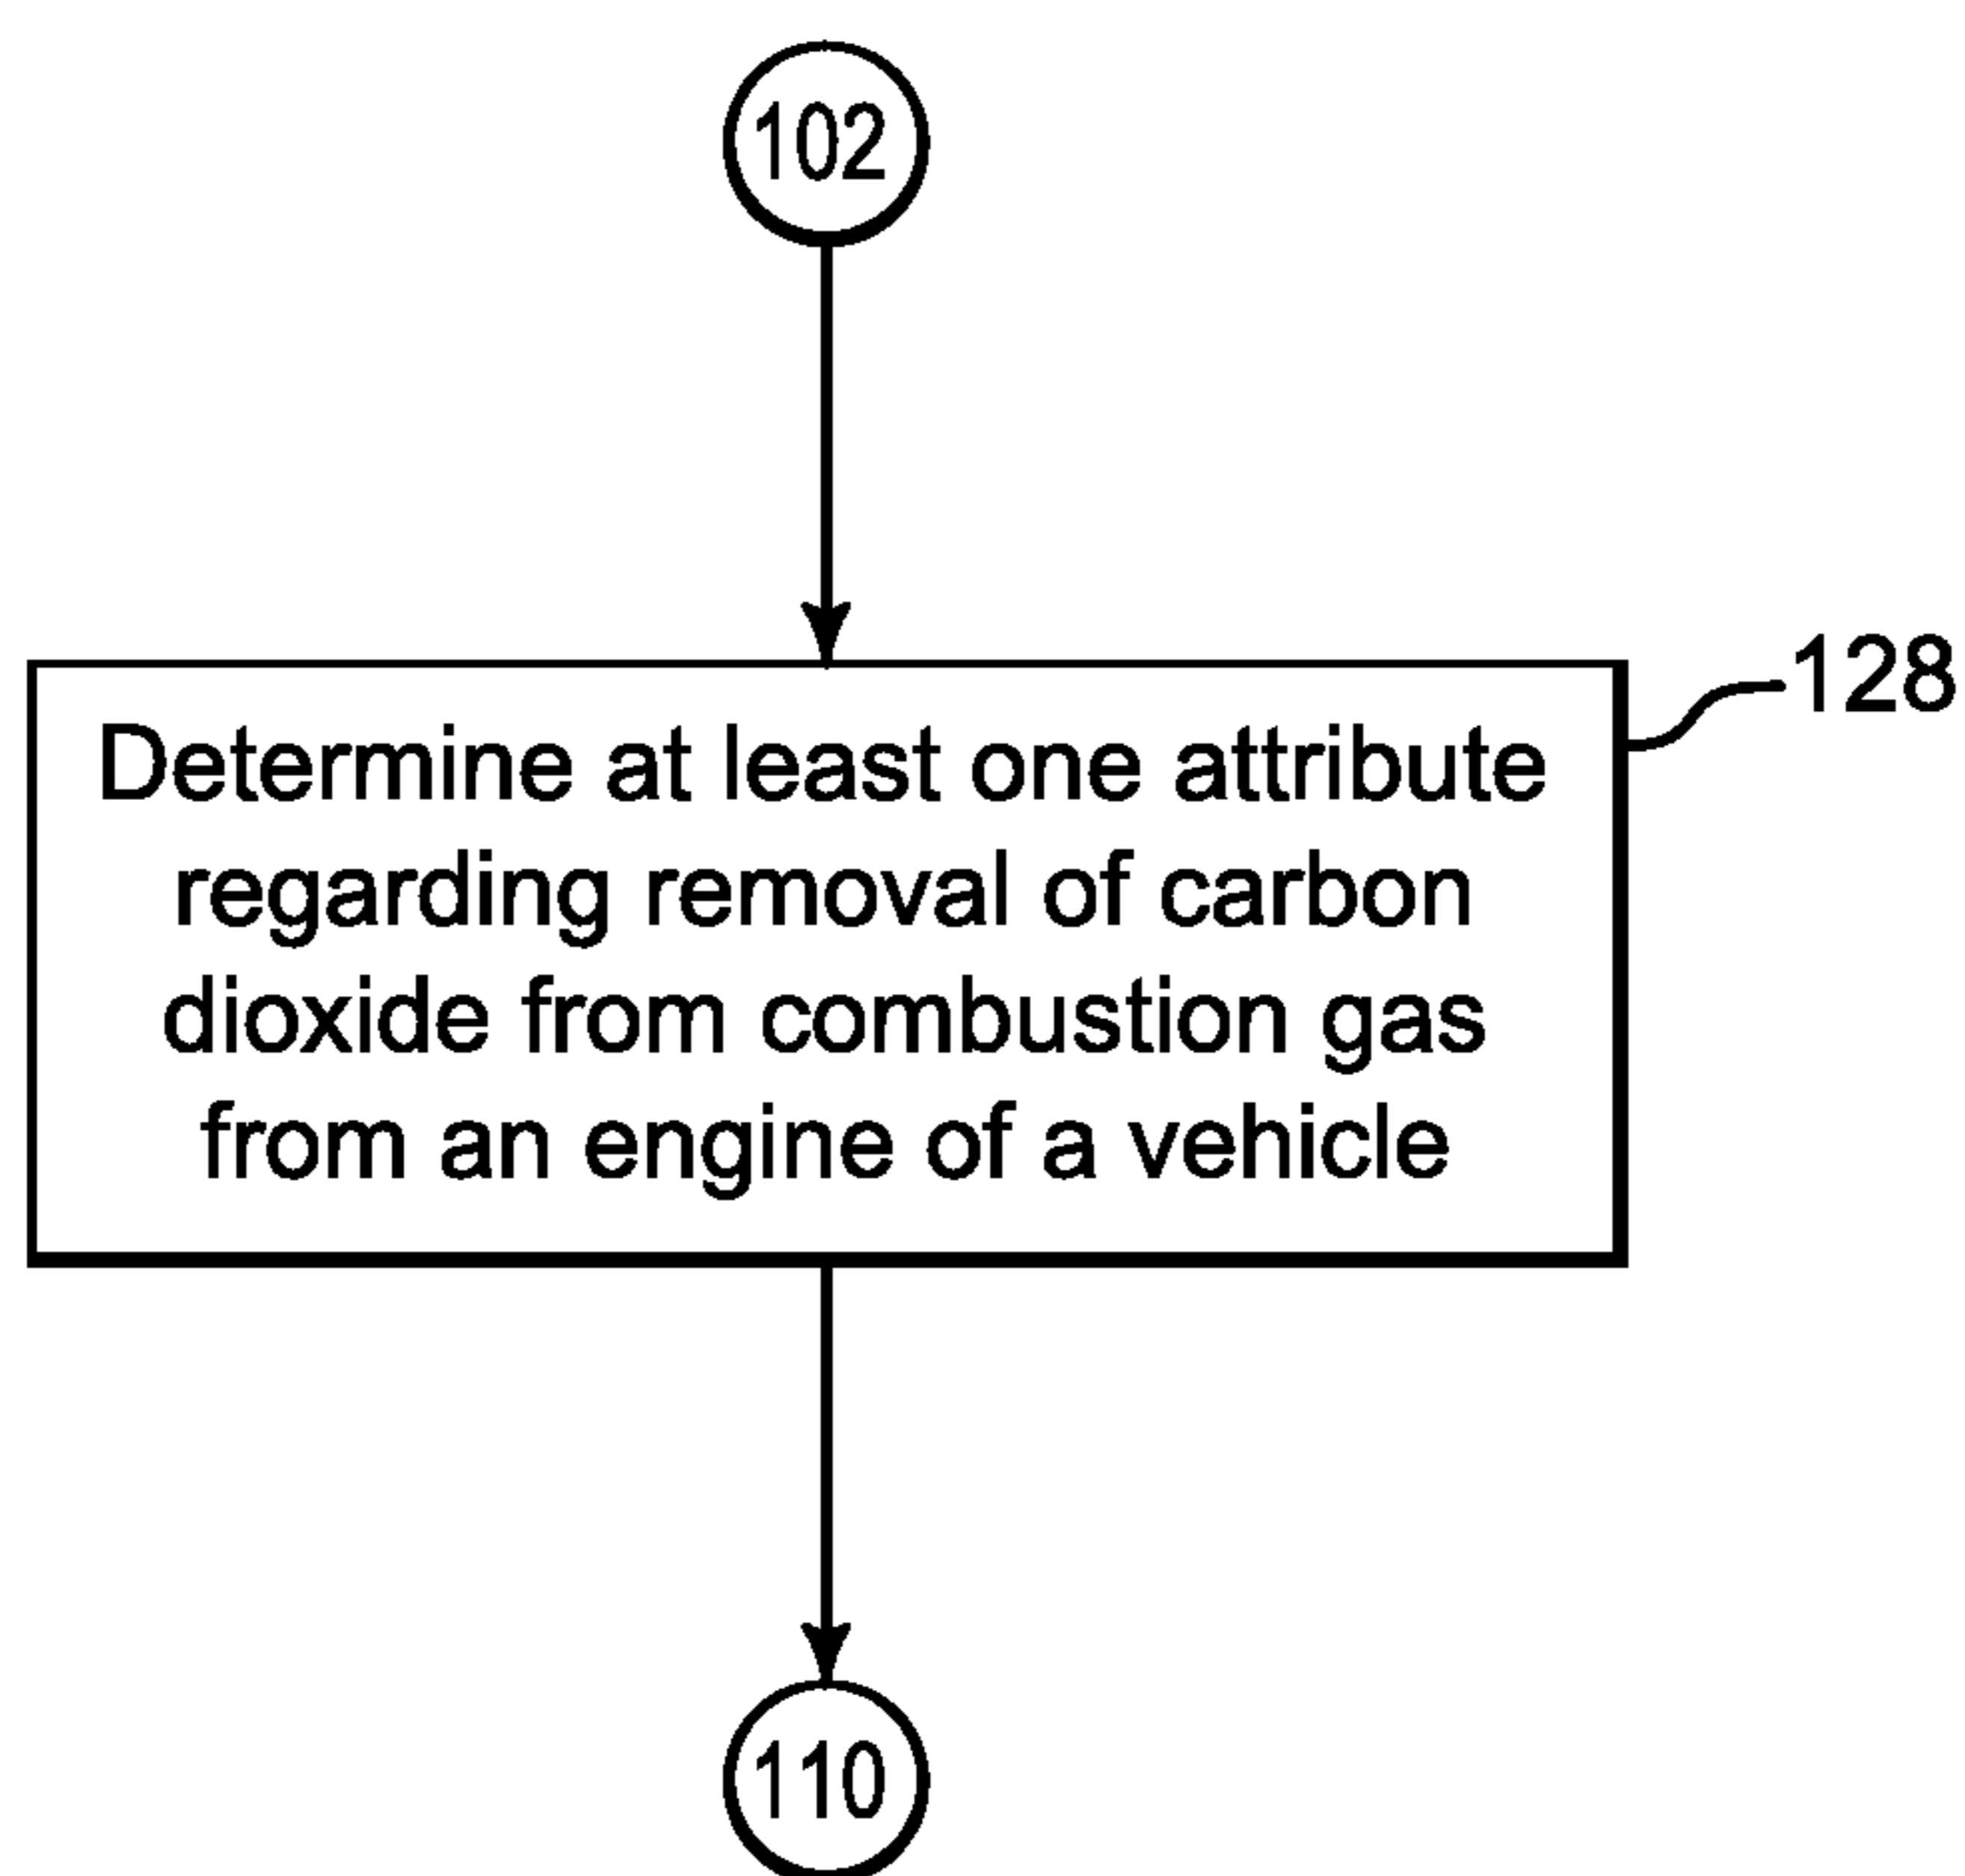 102
128
Determine at least one attribute
regarding removal of carbon
dioxide from combustion gas
from an engine of a vehicle
110